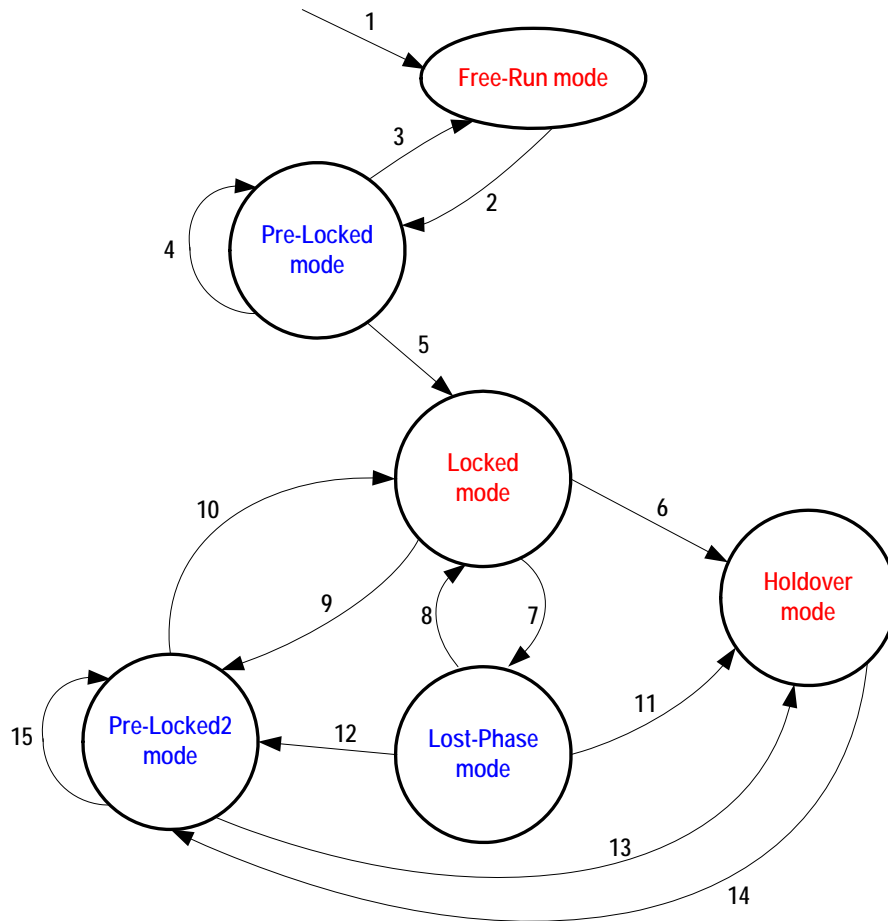 1
Free-Run mode
3
2
Pre-Locked
mode
4
5
Locked
mode
10
6
Holdover
mode
9
8
7
11
Pre-Locked2
mode
15
12
Lost-Phase
mode
13
14